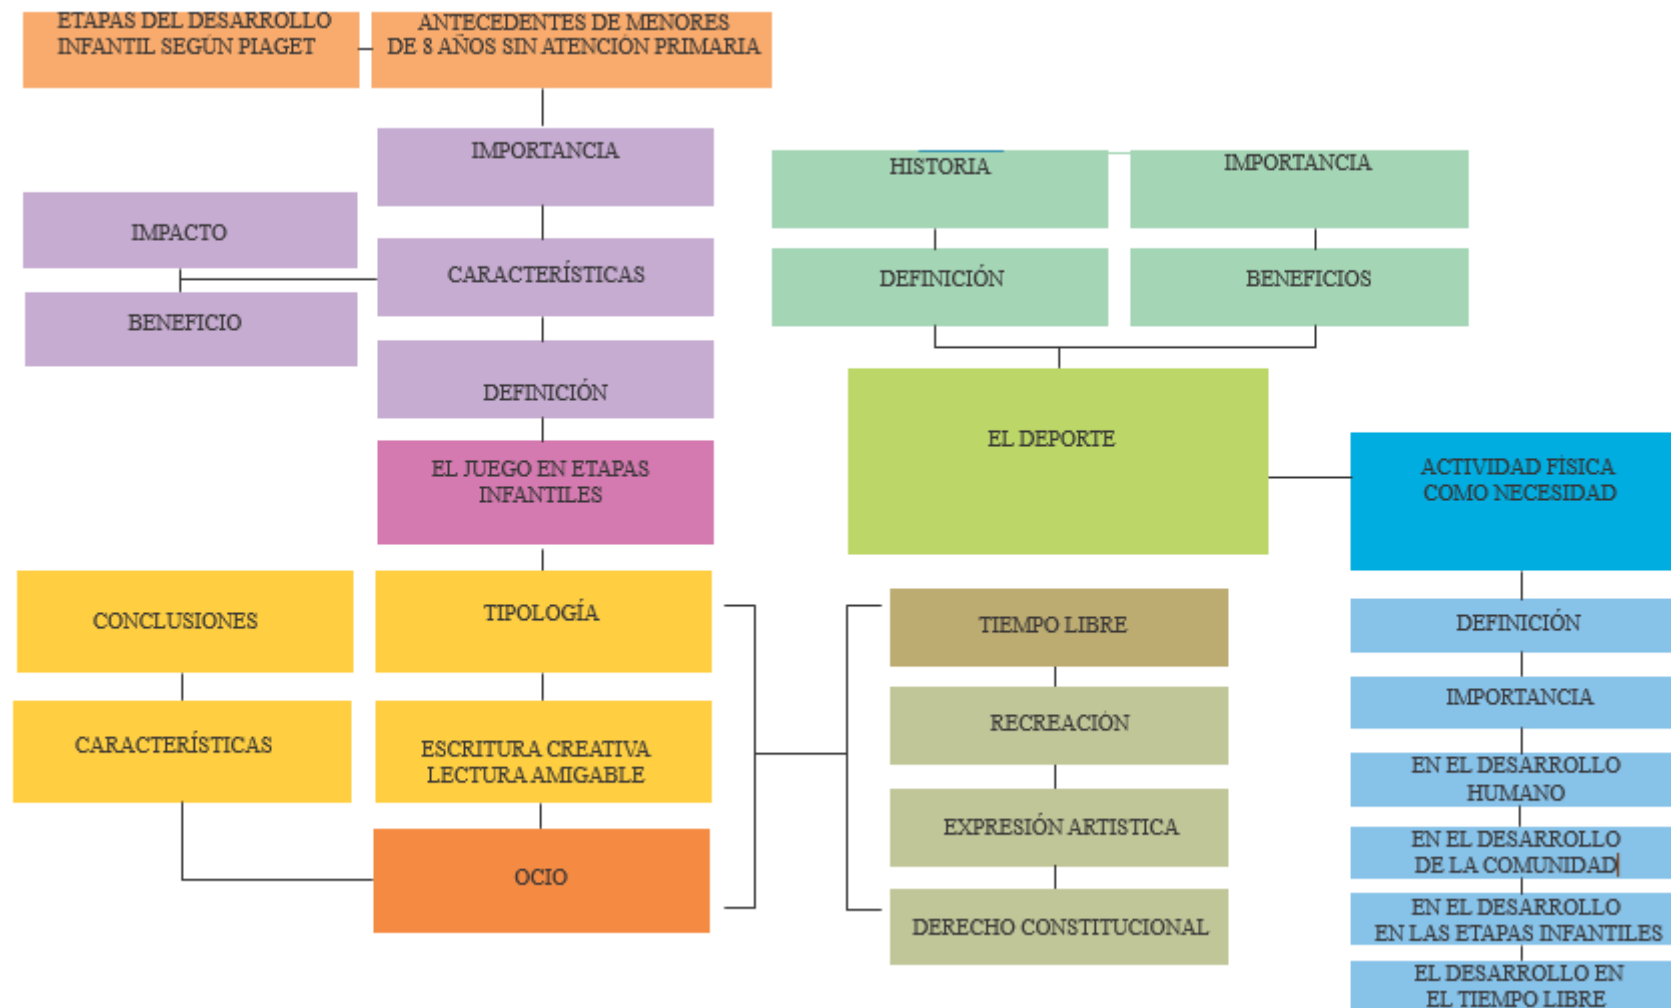 ETAPAS DEL DESARROLLO
INFANTIL SEGÚN PIAGET
ANTECEDENTES DE MENORES
DE 8 AÑOS SIN ATENCIÓN PRIMARIA
IMPORTANCIA
IMPACTO
CARACTERÍSTICAS
BENEFICIO
DEFINICIÓN
EL JUEGO EN ETAPAS
INFANTILES
CONCLUSIONES
TIPOLOGÍA
CARACTERÍSTICAS
ESCRITURA CREATIVA
LECTURA AMIGABLE
OCIO
HISTORIA
IMPORTANCIA
DEFINICIÓN
BENEFICIOS
EL DEPORTE
TIEMPO LIBRE
RECREACIÓN
EXPRESIÓN ARTISTICA
DERECHO CONSTITUCIONAL
ACTIVIDAD FÍSICA
COMO NECESIDAD
DEFINICIÓN
IMPORTANCIA
EN EL DESARROLLO
HUMANO
EN EL DESARROLLO
DE LA COMUNIDAD
EN EL DESARROLLO
EN LAS ETAPAS INFANTILES
EL DESARROLLO EN
EL TIEMPO LIBRE